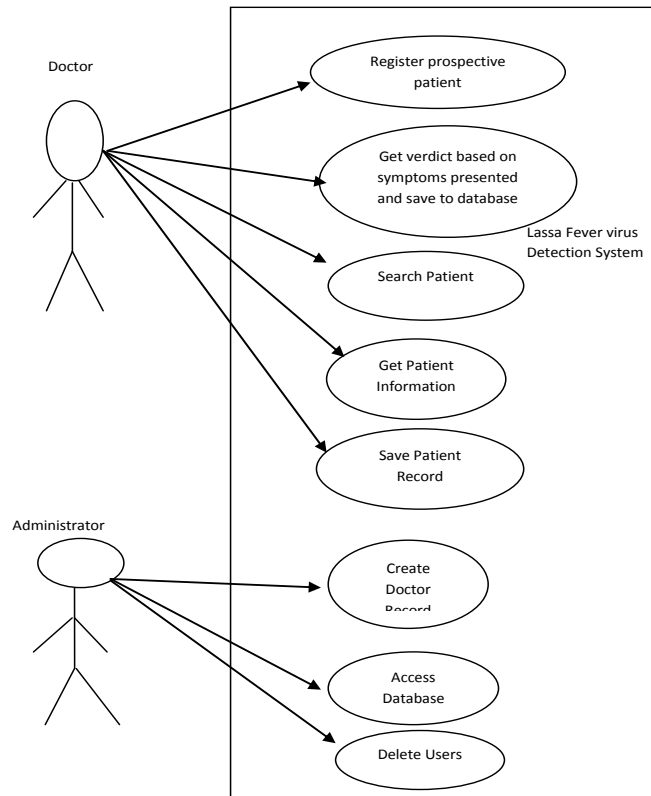 Doctor
Register prospective
patient
Get verdict based on
symptoms presented
and save to database
Lassa Fever virus
Detection System
Search Patient
Get Patient
Information
Save Patient
Record
Administrator
Create
Doctor
Record
Access
Database
Delete Users